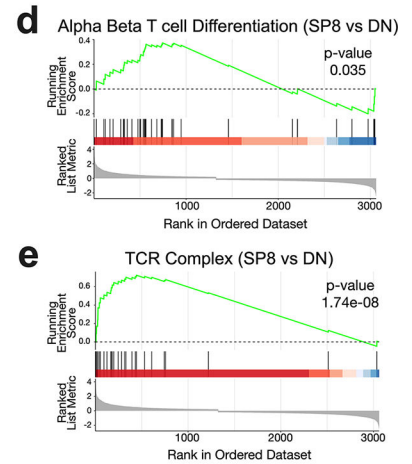 d
Alpha Beta T cell Differentiation (SP8 vs DN)
Running
Enrichment
Score
0.4
0.2
0.0
-0.2
p-value
0.035
Ranked
List Metric
4
2
0
-2
1000
2000
3000
Rank in Ordered Dataset
e
TCR Complex (SP8 vs DN)
Running
Enrichment
Score
0.6
0.4
0.2
0.0
p-value
1.74e-08
Ranked
List Metric
4
2
0
-2
1000
2000
3000
Rank in Ordered Dataset